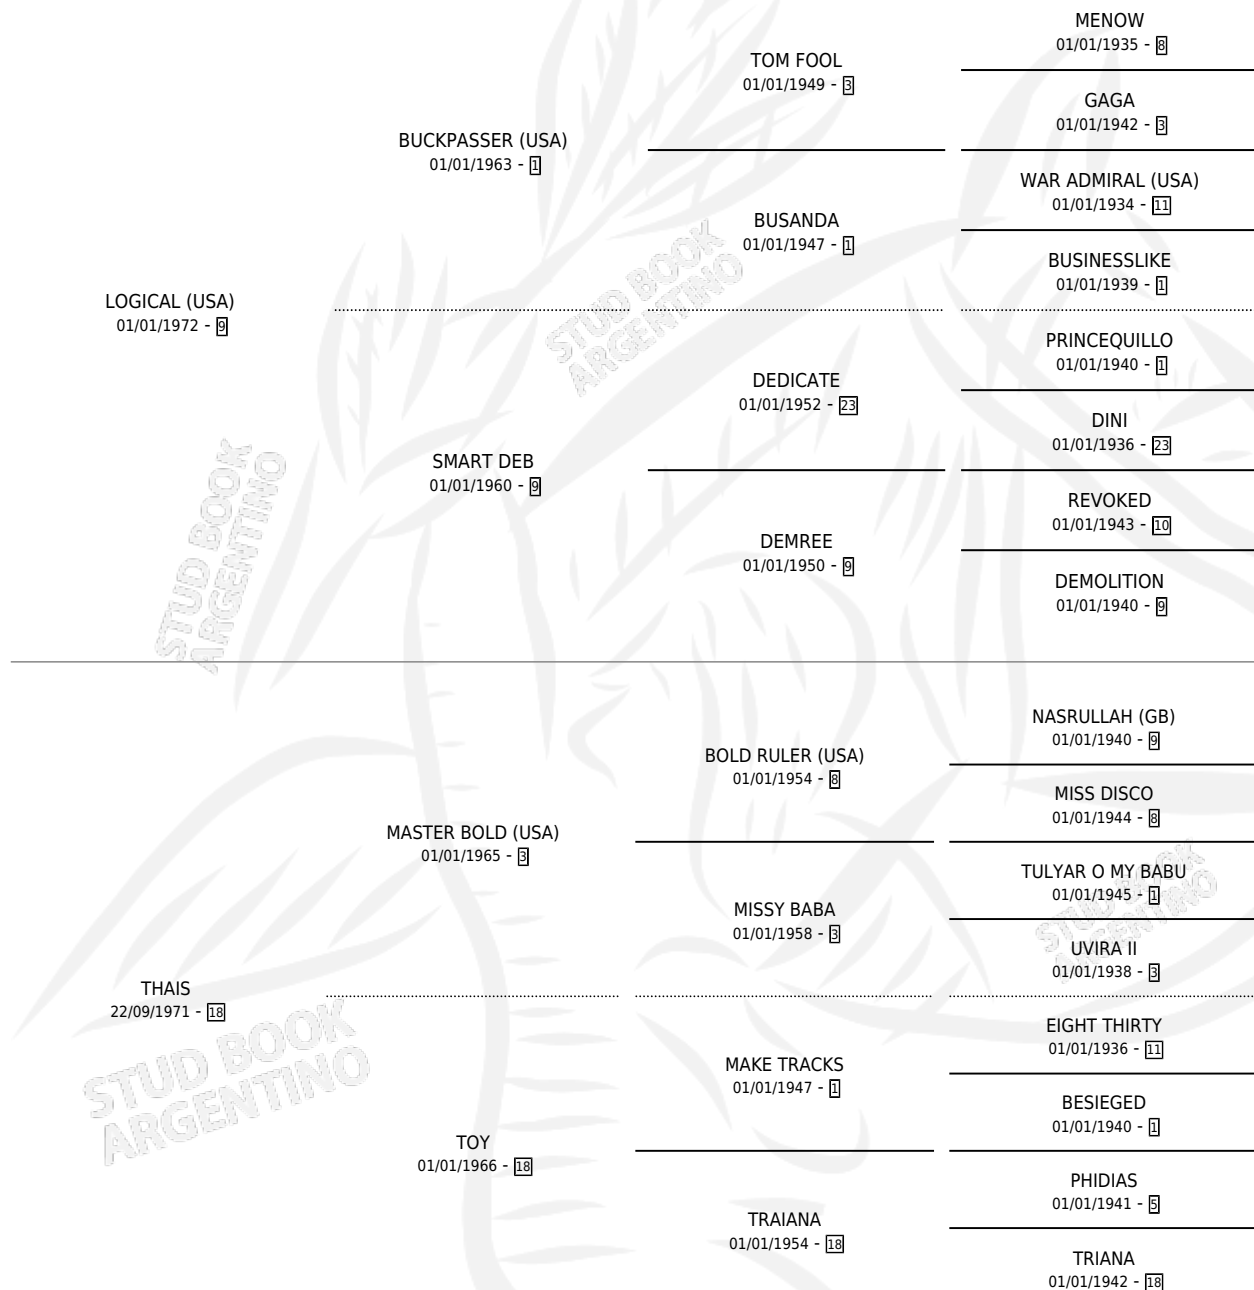 MENOW
01/01/1935 - 8
TOM FOOL
01/01/1949 - 3
GAGA
01/01/1942 - 3
BUCKPASSER (USA)
01/01/1963 - 1
WAR ADMIRAL (USA)
01/01/1934 - 11
BUSANDA
01/01/1947 - 1
BUSINESSLIKE
01/01/1939 - 1
LOGICAL (USA)
01/01/1972 - 9
PRINCEQUILLO
01/01/1940 - 1
DEDICATE
01/01/1952 - 23
DINI
01/01/1936 - 23
SMART DEB
01/01/1960 - 9
REVOKED
01/01/1943 - 10
DEMREE
01/01/1950 - 9
DEMOLITION
01/01/1940 - 9
NASRULLAH (GB)
01/01/1940 - 9
BOLD RULER (USA)
01/01/1954 - 8
MISS DISCO
01/01/1944 - 8
MASTER BOLD (USA)
01/01/1965 - 3
TULYAR O MY BABU
01/01/1945 - 1
MISSY BABA
01/01/1958 - 3
UVIRA II
01/01/1938 - 3
THAIS
22/09/1971 - 18
EIGHT THIRTY
01/01/1936 - 11
MAKE TRACKS
01/01/1947 - 1
BESIEGED
01/01/1940 - 1
TOY
01/01/1966 - 18
PHIDIAS
01/01/1941 - 5
TRAIANA
01/01/1954 - 18
TRIANA
01/01/1942 - 18
STUD BOOK
ARGENTINO
STUD BOOK
ARGENTINO
STUD BOOK
ARGENTINO
STUD BOOK
ARGENTINO